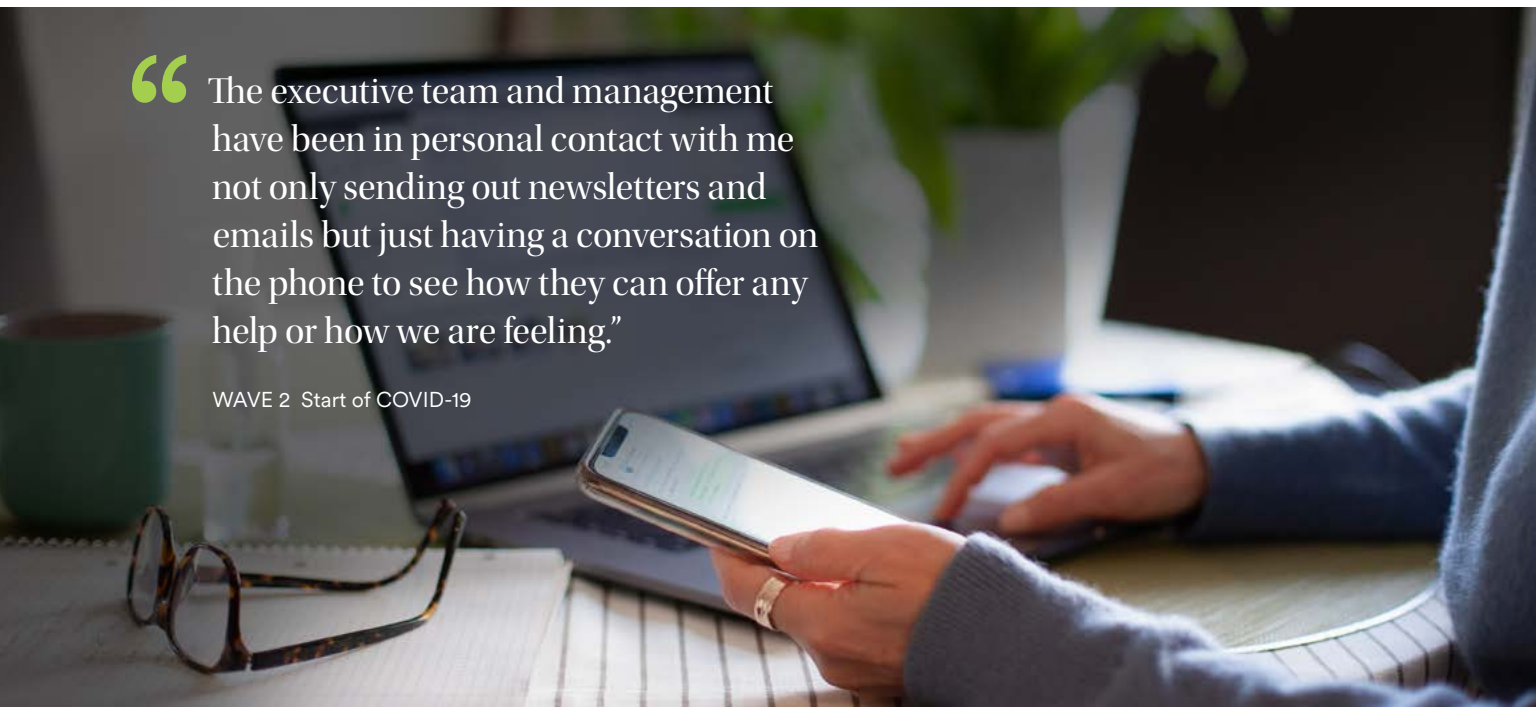 “The executive team and management
have been in personal contact with me
not only sending out newsletters and
emails but just having a conversation on
the phone to see how they can offer any
help or how we are feeling.”
WAVE 2 Start of COVID-19